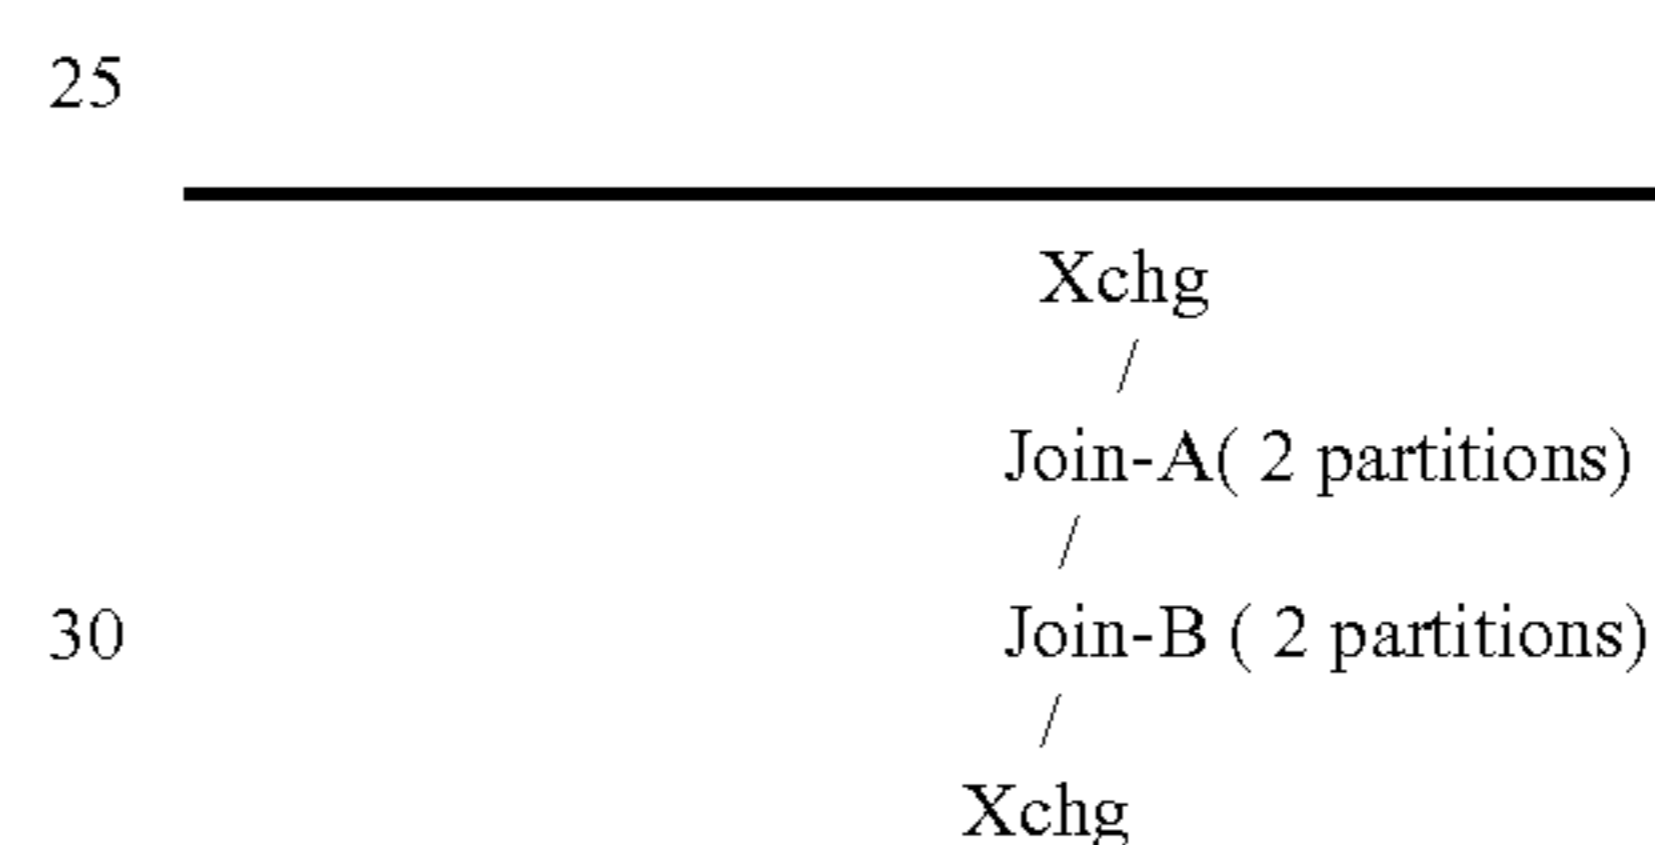 25
Xchg
/
Join-A( 2 partitions)
/
30 Join-B ( 2 partitions)
/
Xchg